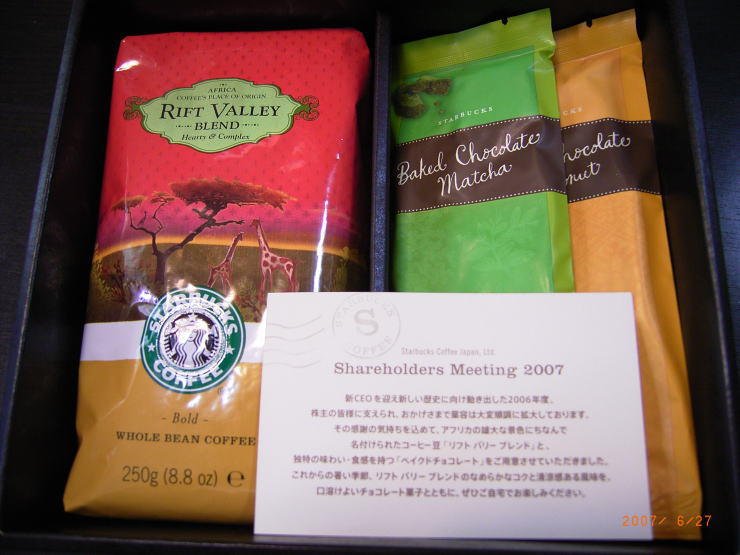 AFRICA
COFFEE'S PLACE OF ORIGIN
RIFT VALLEY
BLEND
Hearty & Complex
STARBUCKS
COFFEE
- Bold -
WHOLE BEAN COFFEE
250g (8.8 oz) e
STARBUCKS
Baked Chocolate
Matcha
hocolate
nut
STARBUCKS
S
COFFEE
Starbucks Coffee Japan, Ltd.
Shareholders Meeting 2007
新CEOを迎え新しい歴史に向け動き出した2006年度、
株主の皆様に支えられ、おかげさまで業容は大変順調に拡大しております。
その感謝の気持ちを込めて、アフリカの雄大な景色にちなんで
名付けられたコーヒー豆「リフト バリー ブレンド」と、
独特の味わい・食感を持つ「ベイクドチョコレート」をご用意させていただきました。
これからの暑い季節、リフト バリー ブレンドのなめらかなコクと清涼感ある風味を、
口溶けよいチョコレート菓子とともに、ぜひご自宅でお楽しみください。
2007/ 6/27